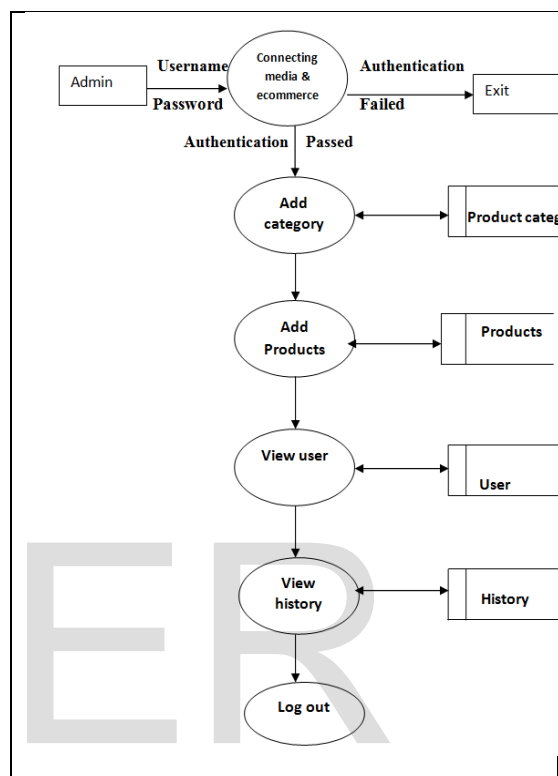 Admin
Username
Password
Connecting
media &
ecommerce
Authentication
Failed
Exit
Authentication Passed
Add
category
Product categ
Add
Products
Products
View user
User
View
history
History
Log out
ER